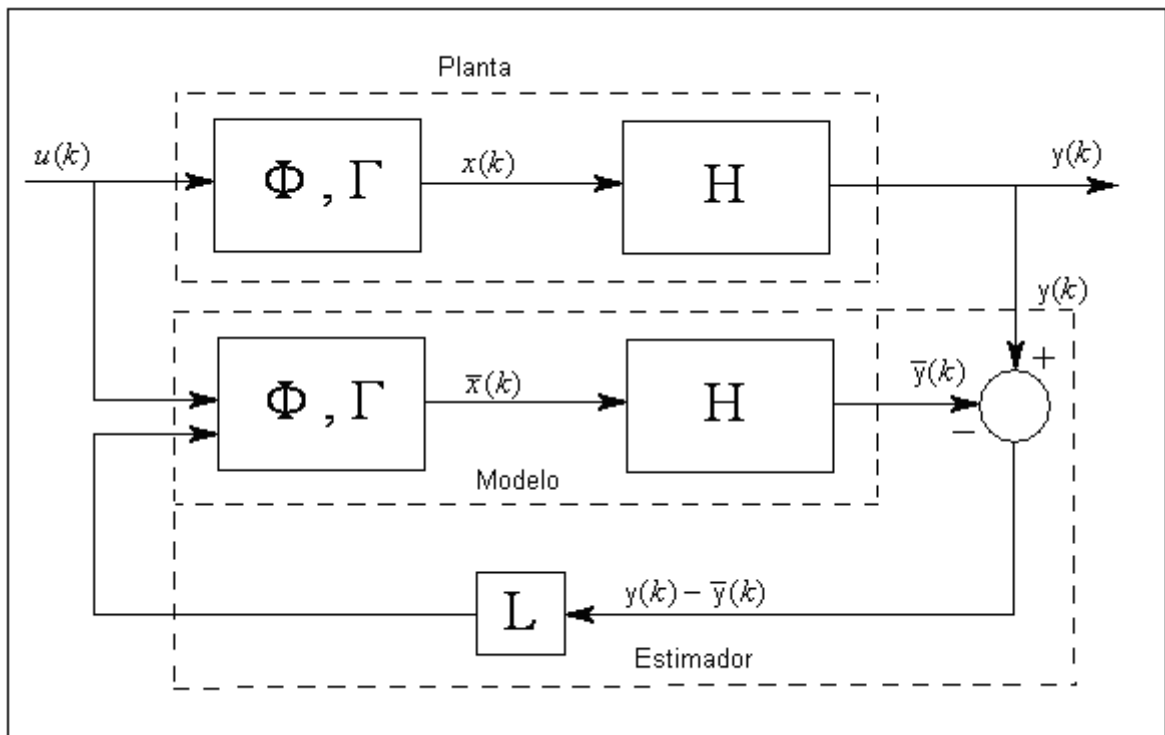 Planta
u(k)
Φ , Γ
x(k)
H
y(k)
y(k)
+
Φ , Γ
x̅(k)
H
y̅(k)
−
Modelo
L
y(k) − y̅(k)
Estimador